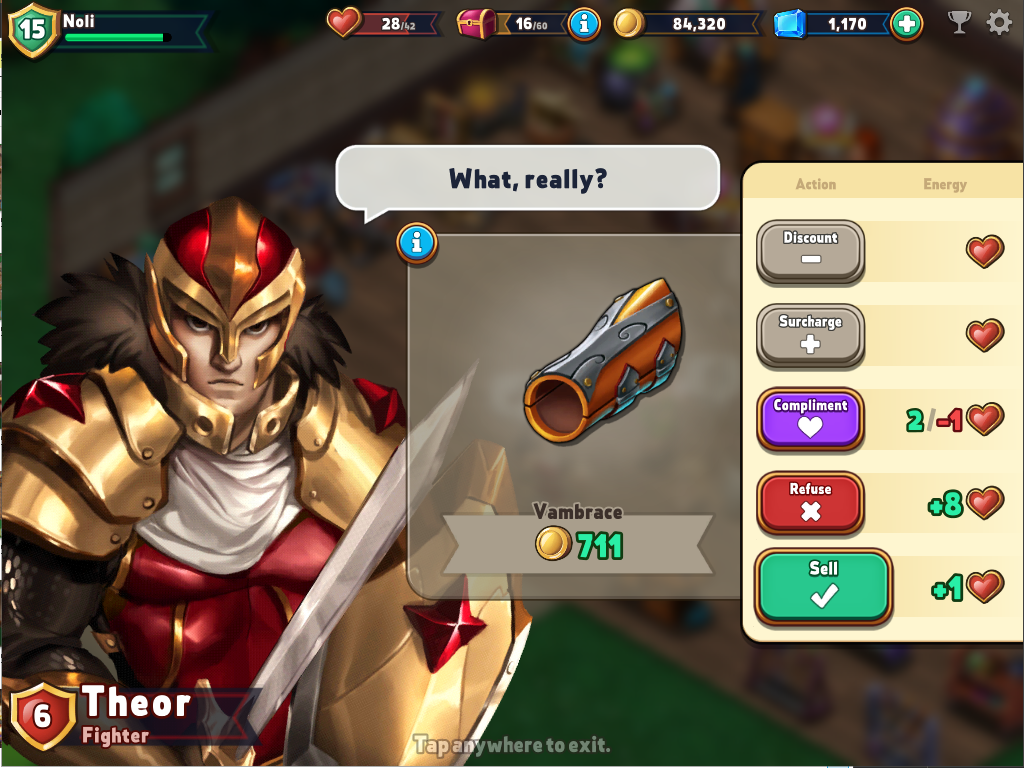 15
Noli
28/42
16/60
84,320
1,170
What, really?
Action Energy
Discount
Surcharge
Compliment
2/-1
Refuse
+8
Sell
+1
Vambrace
711
6
Theor
Fighter
Tap anywhere to exit.